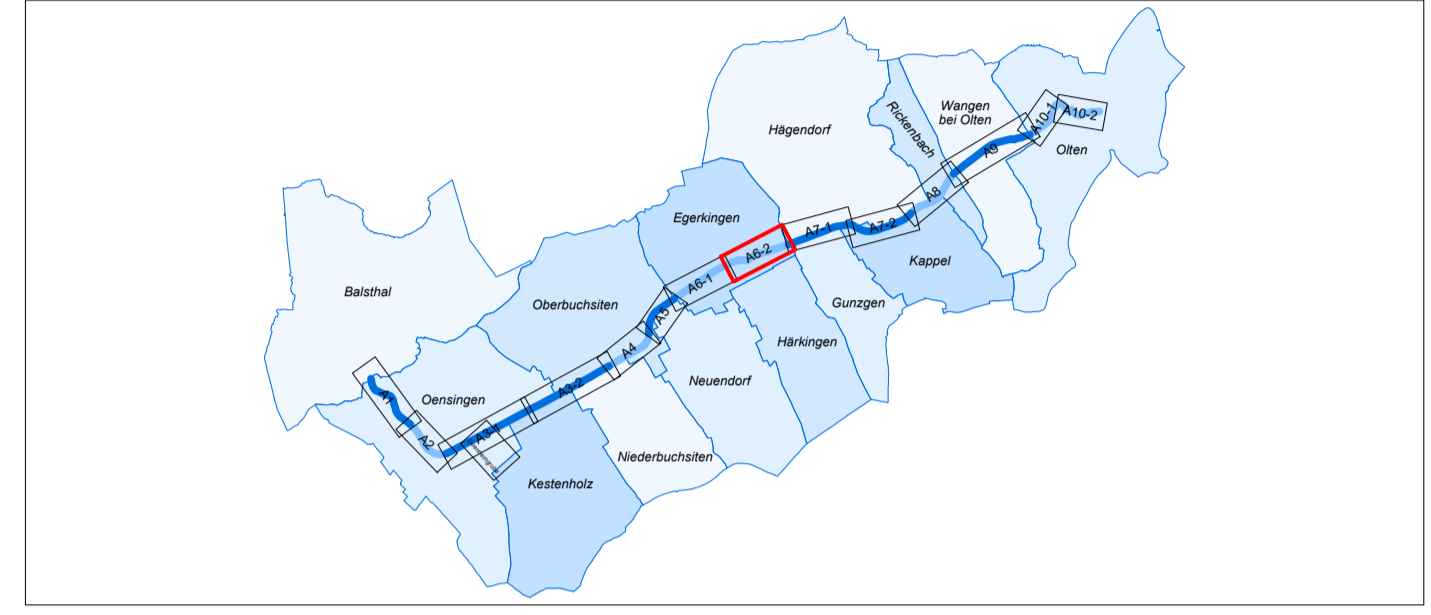 Hägendorf
Rickenbach
Wangen
bei Olten
A10-1
A10-2
Olten
A9
A8
Egerkingen
A7-1
A7-2
A6-2
Kappel
A6-1
Balsthal
Oberbuchsiten
Gunzgen
A5
Härkingen
A4
Neuendorf
A3-2
Oensingen
A1
A2
A3-1
Niederbuchsiten
Kestenholz